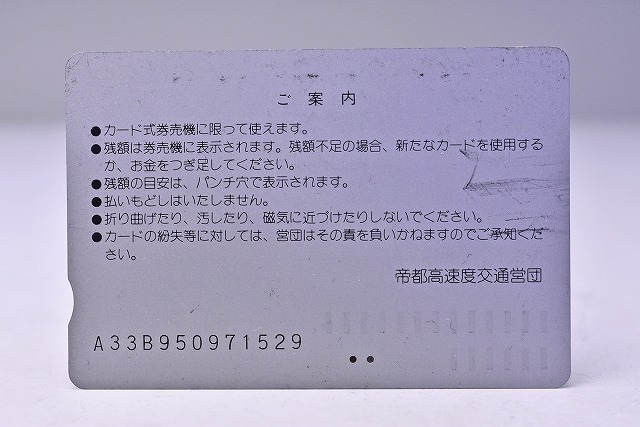 ご案内
●カード式券売機に限って使えます。
●残額は券売機に表示されます。残額不足の場合、新たなカードを使用する
か、お金をつぎ足してください。
●残額の目安は、パンチ穴で表示されます。
●払いもどしはいたしません。
●折り曲げたり、汚したり、磁気に近づけたりしないでください。
●カードの紛失等に対しては、営団はその責を負いかねますのでご承知くだ
さい。
帝都高速度交通営団
A33B950971529